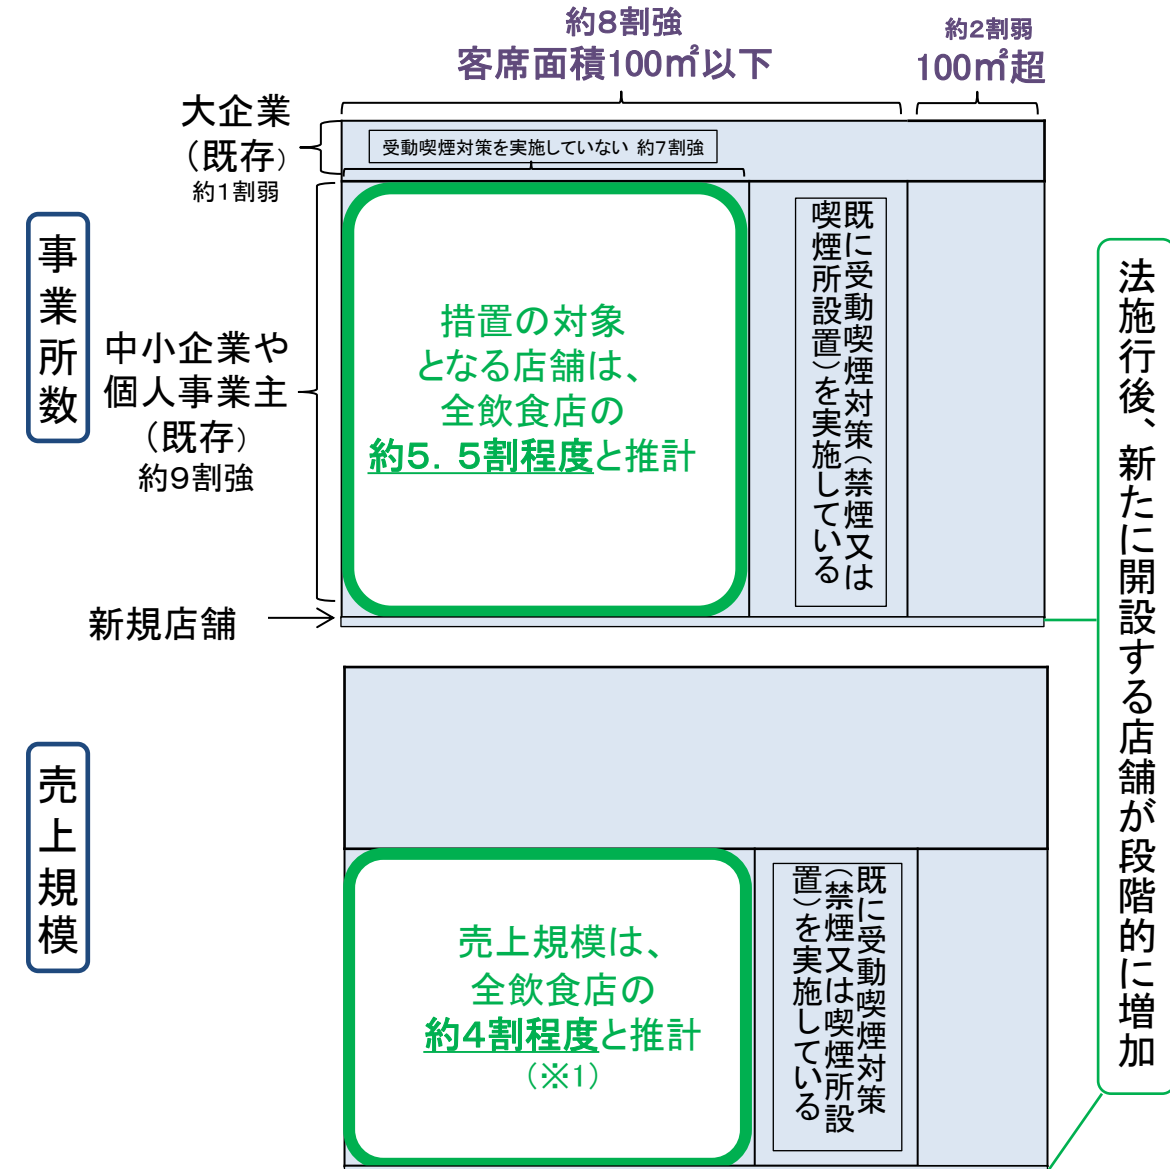 約８割強
客席面積100㎡以下
約2割弱
100㎡超
大企業
（既存）
約１割弱
受動喫煙対策を実施していない 約７割強
事業所数
中小企業や
個人事業主
（既存）
約９割強
措置の対象
となる店舗は、
全飲食店の
約５．５割程度と推計
既に受動喫煙対策（禁煙又は
喫煙所設置）を実施している
新規店舗
法施行後、新たに開設する店舗が段階的に増加
売上規模
売上規模は、
全飲食店の
約４割程度と推計
（※1）
既に受動喫煙対策
（禁煙又は喫煙所設
置）を実施している